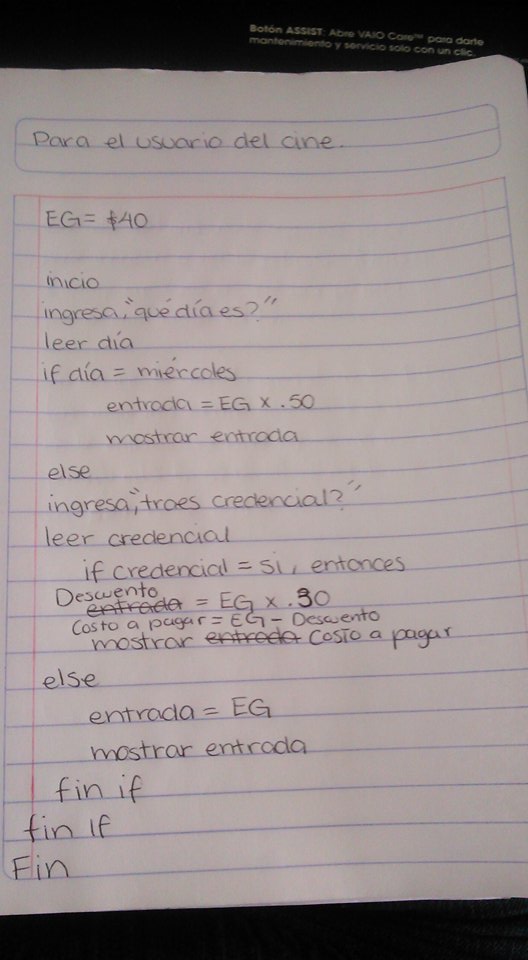 Botón ASSIST: Abre VAIO Care™ para darte
mantenimiento y servicio solo con un clic.
Para el usuario del cine.
EG= $40
inicio
ingresa, "qué día es?"
leer día
if día = miércoles
entrada = EG x .50
mostrar entrada
else
ingresa, "traes credencial?"
leer credencial
if credencial = si, entonces
Descuento
entrada = EG x .30
Costo a pagar = EG - Descuento
mostrar entrada Costo a pagar
else
entrada = EG
mostrar entrada
fin if
fin If
Fin